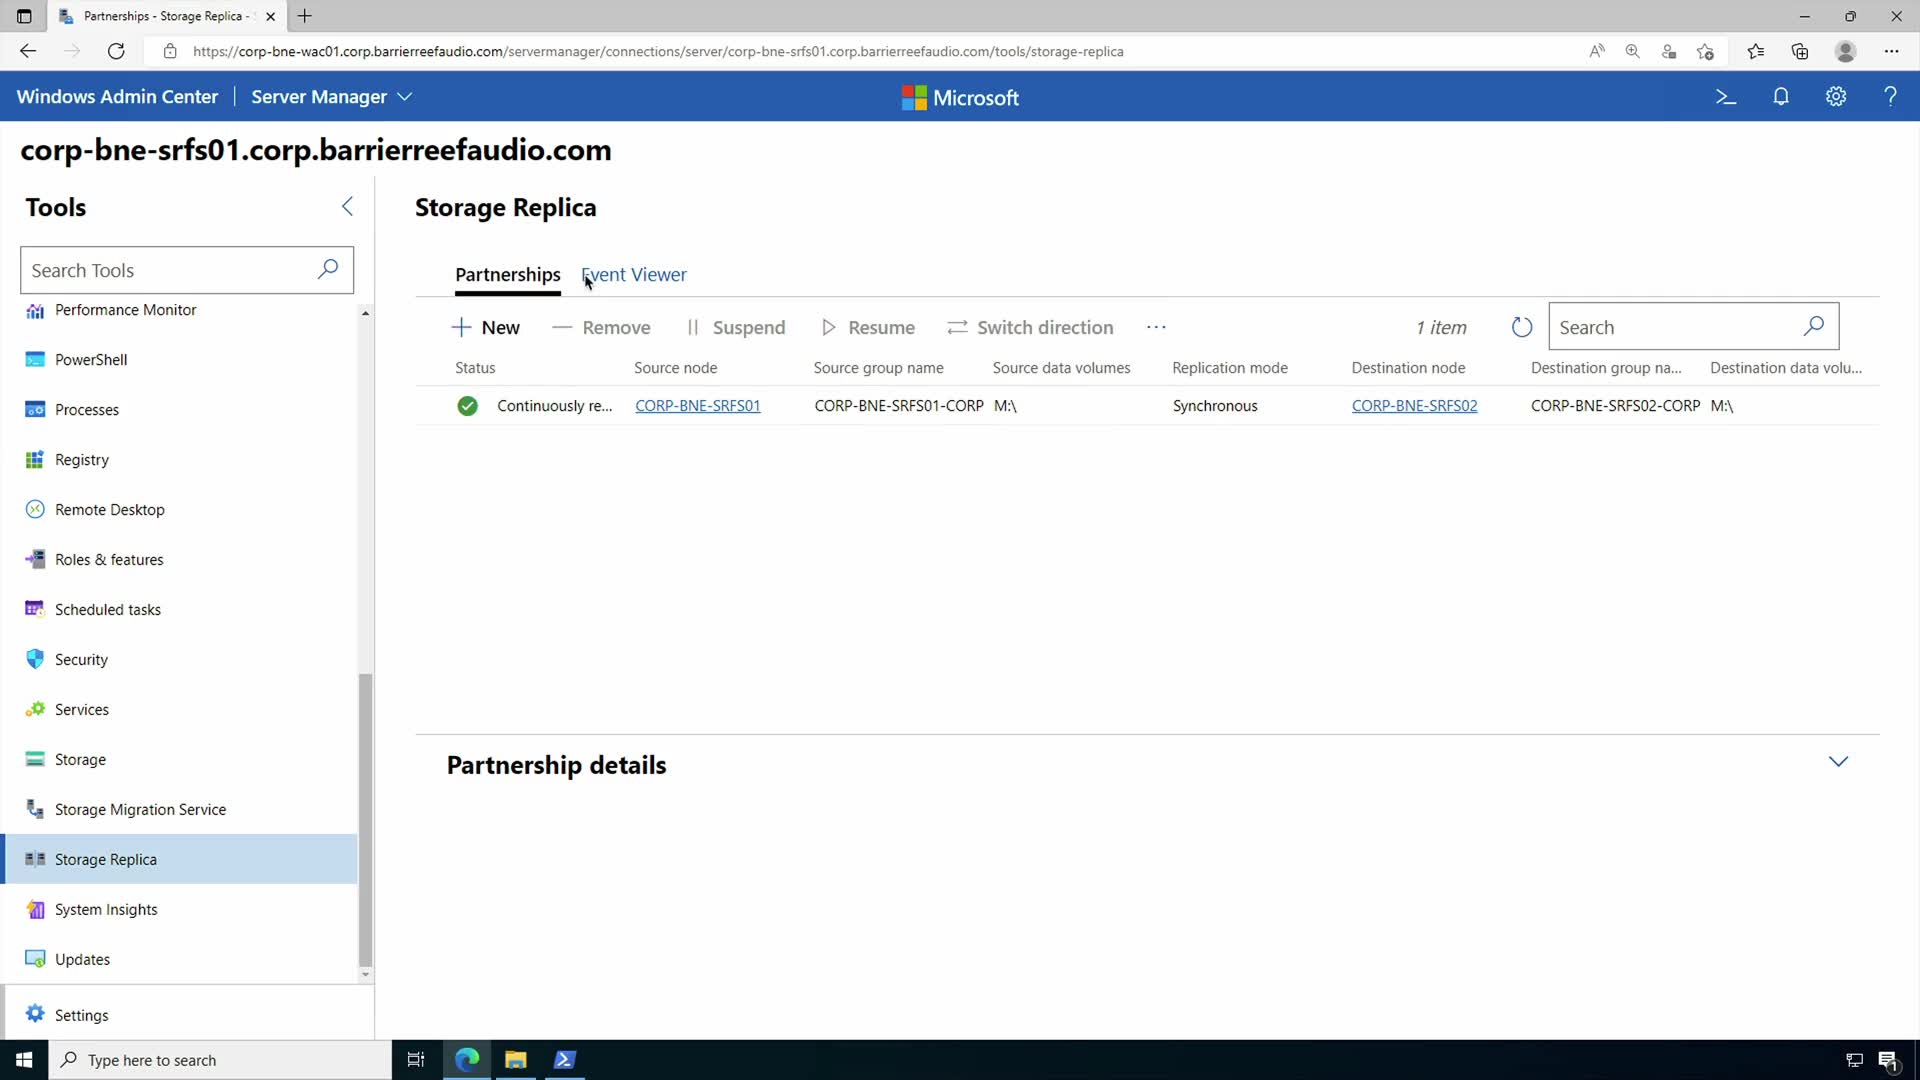 Partnerships - Storage Replica -
https://corp-bne-wac01.corp.barrierreefaudio.com/servermanager/connections/server/corp-bne-srfs01.corp.barrierreefaudio.com/tools/storage-replica
Windows Admin Center
Server Manager
Microsoft
corp-bne-srfs01.corp.barrierreefaudio.com
Tools
Search Tools
Performance Monitor
PowerShell
Processes
Registry
Remote Desktop
Roles & features
Scheduled tasks
Security
Services
Storage
Storage Migration Service
Storage Replica
System Insights
Updates
Settings
Storage Replica
Partnerships Event Viewer
New Remove Suspend Resume Switch direction ... 1 item Search
Status Source node Source group name Source data volumes Replication mode Destination node Destination group na... Destination data volu...
Continuously re... CORP-BNE-SRFS01 CORP-BNE-SRFS01-CORP M:\ Synchronous CORP-BNE-SRFS02 CORP-BNE-SRFS02-CORP M:\
Partnership details
Type here to search
1